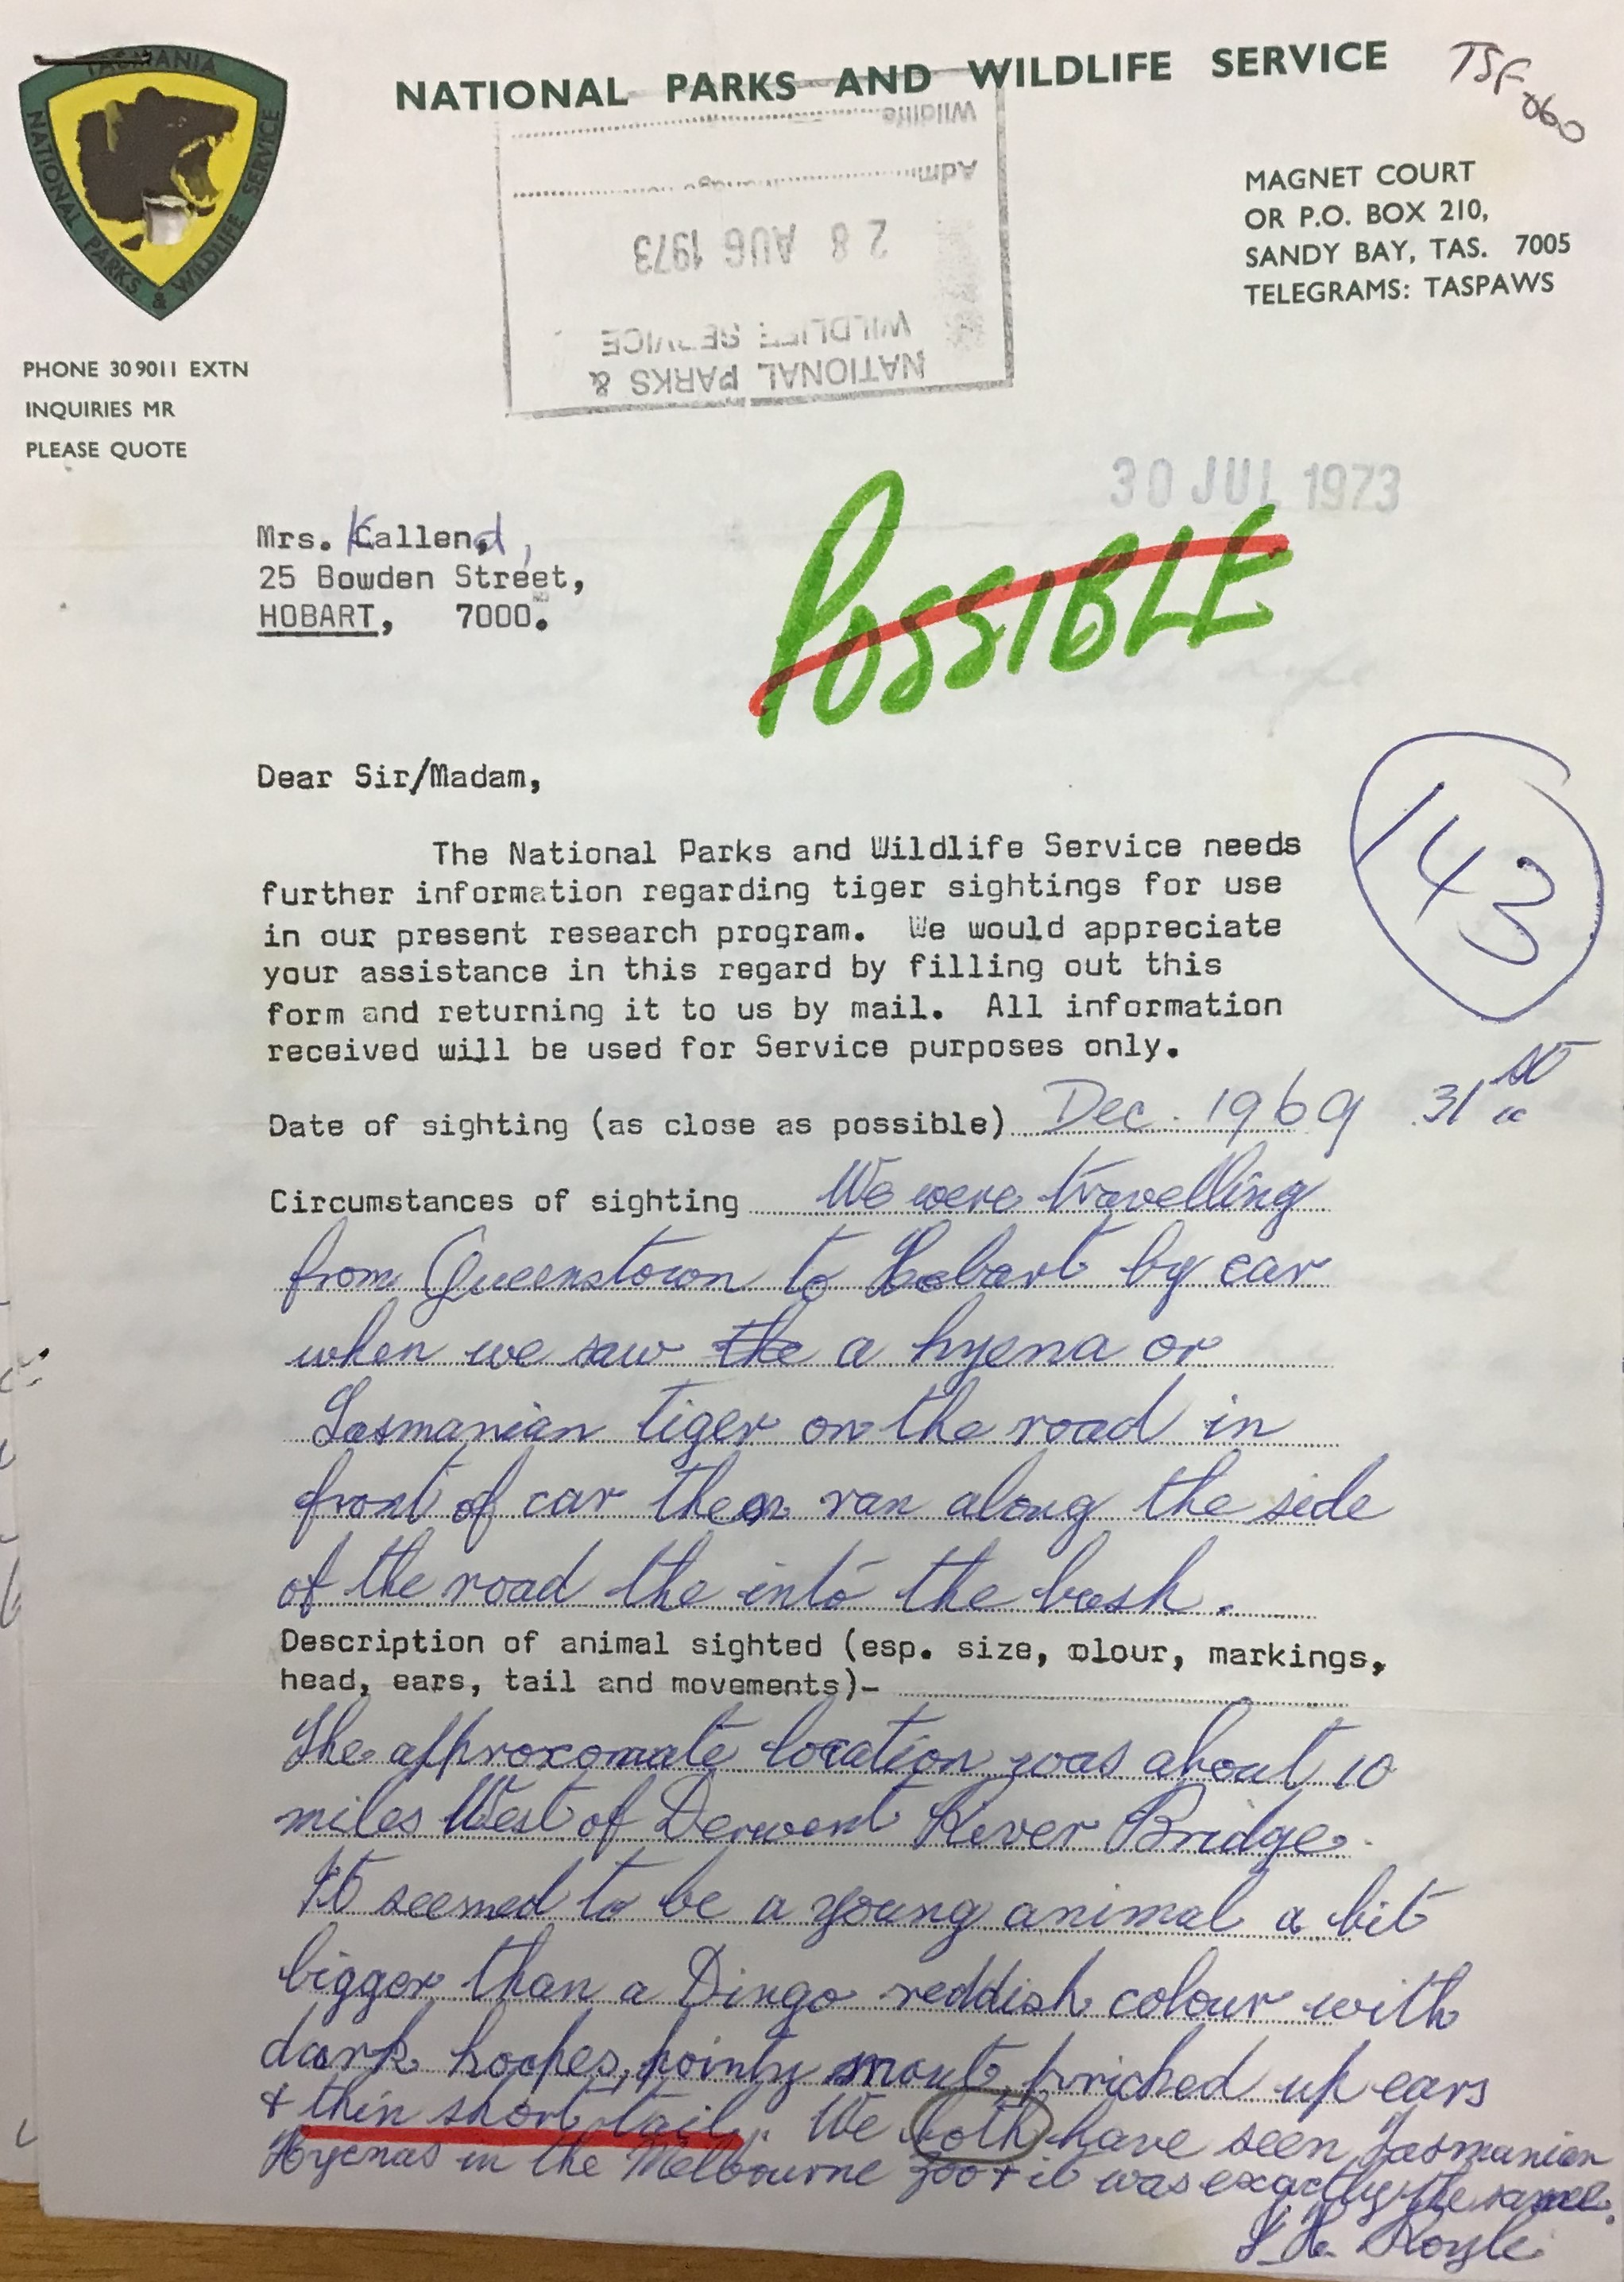 TASMANIA
NATIONAL PARKS & WILDLIFE SERVICE
NATIONAL PARKS AND WILDLIFE SERVICE
TSF 060
MAGNET COURT
OR P.O. BOX 210,
SANDY BAY, TAS. 7005
TELEGRAMS: TASPAWS
NATIONAL PARKS &
WILDLIFE SERVICE
28 AUG 1973
Adm
Wildlife
PHONE 30 9011 EXTN
INQUIRIES MR
PLEASE QUOTE
30 JUL 1973
Mrs. Kallend,
25 Bowden Street,
HOBART, 7000.
POSSIBLE
Dear Sir/Madam,
143
The National Parks and Wildlife Service needs
further information regarding tiger sightings for use
in our present research program. We would appreciate
your assistance in this regard by filling out this
form and returning it to us by mail. All information
received will be used for Service purposes only.
Date of sighting (as close as possible) Dec. 1969 31st
Circumstances of sighting We were travelling
from Queenstown to Hobart by car
when we saw the a hyena or
Tasmanian tiger on the road in
front of car then ran along the side
of the road the into the bush.
Description of animal sighted (esp. size, olour, markings,
head, ears, tail and movements)-
The approxomate location was about 10
miles West of Derwent River Bridge.
It seemed to be a young animal a bit
bigger than a Dingo reddish colour with
dark hoopes, pointy snout, pricked up ears
& thin short tail. We both have seen Tasmanian
Hyenas in the Melbourne zoo & it was exactly the same.